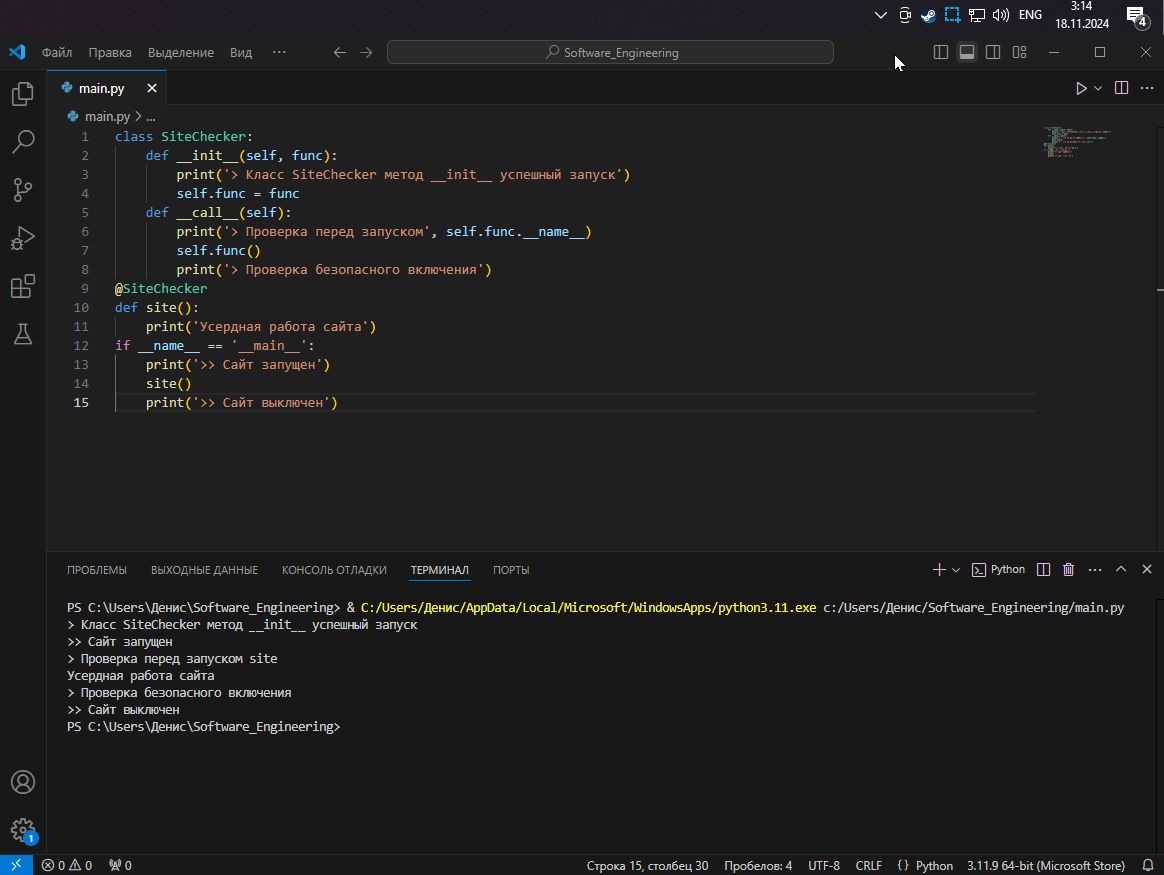 ENG
3:14
18.11.2024
4
Файл Правка Выделение Вид ... Software_Engineering
main.py
main.py > ...
1 class SiteChecker:
2     def __init__(self, func):
3         print('> Класс SiteChecker метод __init__ успешный запуск')
4         self.func = func
5     def __call__(self):
6         print('> Проверка перед запуском', self.func.__name__)
7         self.func()
8         print('> Проверка безопасного включения')
9 @SiteChecker
10 def site():
11     print('Усердная работа сайта')
12 if __name__ == '__main__':
13     print('>> Сайт запущен')
14     site()
15     print('>> Сайт выключен')
ПРОБЛЕМЫ ВЫХОДНЫЕ ДАННЫЕ КОНСОЛЬ ОТЛАДКИ ТЕРМИНАЛ ПОРТЫ Python
PS C:\Users\Денис\Software_Engineering> & C:/Users/Денис/AppData/Local/Microsoft/WindowsApps/python3.11.exe c:/Users/Денис/Software_Engineering/main.py
> Класс SiteChecker метод __init__ успешный запуск
>> Сайт запущен
> Проверка перед запуском site
Усердная работа сайта
> Проверка безопасного включения
>> Сайт выключен
PS C:\Users\Денис\Software_Engineering>
1
0 0 0 Строка 15, столбец 30 Пробелов: 4 UTF-8 CRLF {} Python 3.11.9 64-bit (Microsoft Store)